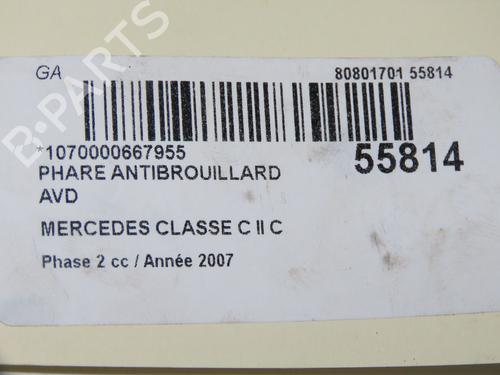 GA 80801701 55814
*1070000667955
55814
PHARE ANTIBROUILLARD
AVD
MERCEDES CLASSE C II C
Phase 2 cc / Année 2007
B-PARTS